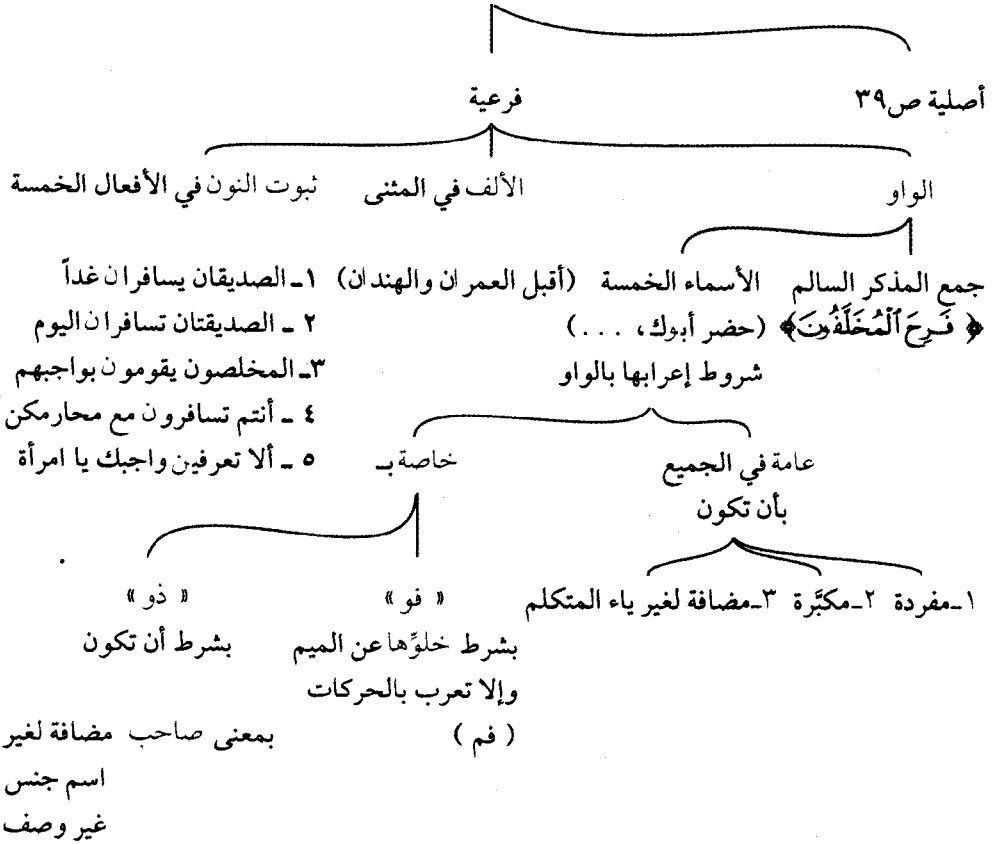 أصلية ص٣٩ فرعية
الواو الألف في المثنى ثبوت النون في الأفعال الخمسة
جمع المذكر السالم الأسماء الخمسة (أقبل العمران والهندان) ١ـ الصديقان يسافران غداً
﴿ فَرِحَ ٱلْمُخَلَّفُونَ﴾ (حضر أبوك، ...) ٢ ـ الصديقتان تسافران اليوم
شروط إعرابها بالواو ٣ـ المخلصون يقومون بواجبهم
٤ ـ أنتم تسافرون مع محارمكن
عامة في الجميع خاصة بـ ٥ ـ ألا تعرفين واجبك يا امرأة
بأن تكون
١ـ مفردة ٢ـ مكبَّرة ٣ـ مضافة لغير ياء المتكلم « فو » « ذو »
بشرط خلوِّها عن الميم بشرط أن تكون
وإلا تعرب بالحركات
( فم ) بمعنى صاحب مضافة لغير
اسم جنس
غير وصف